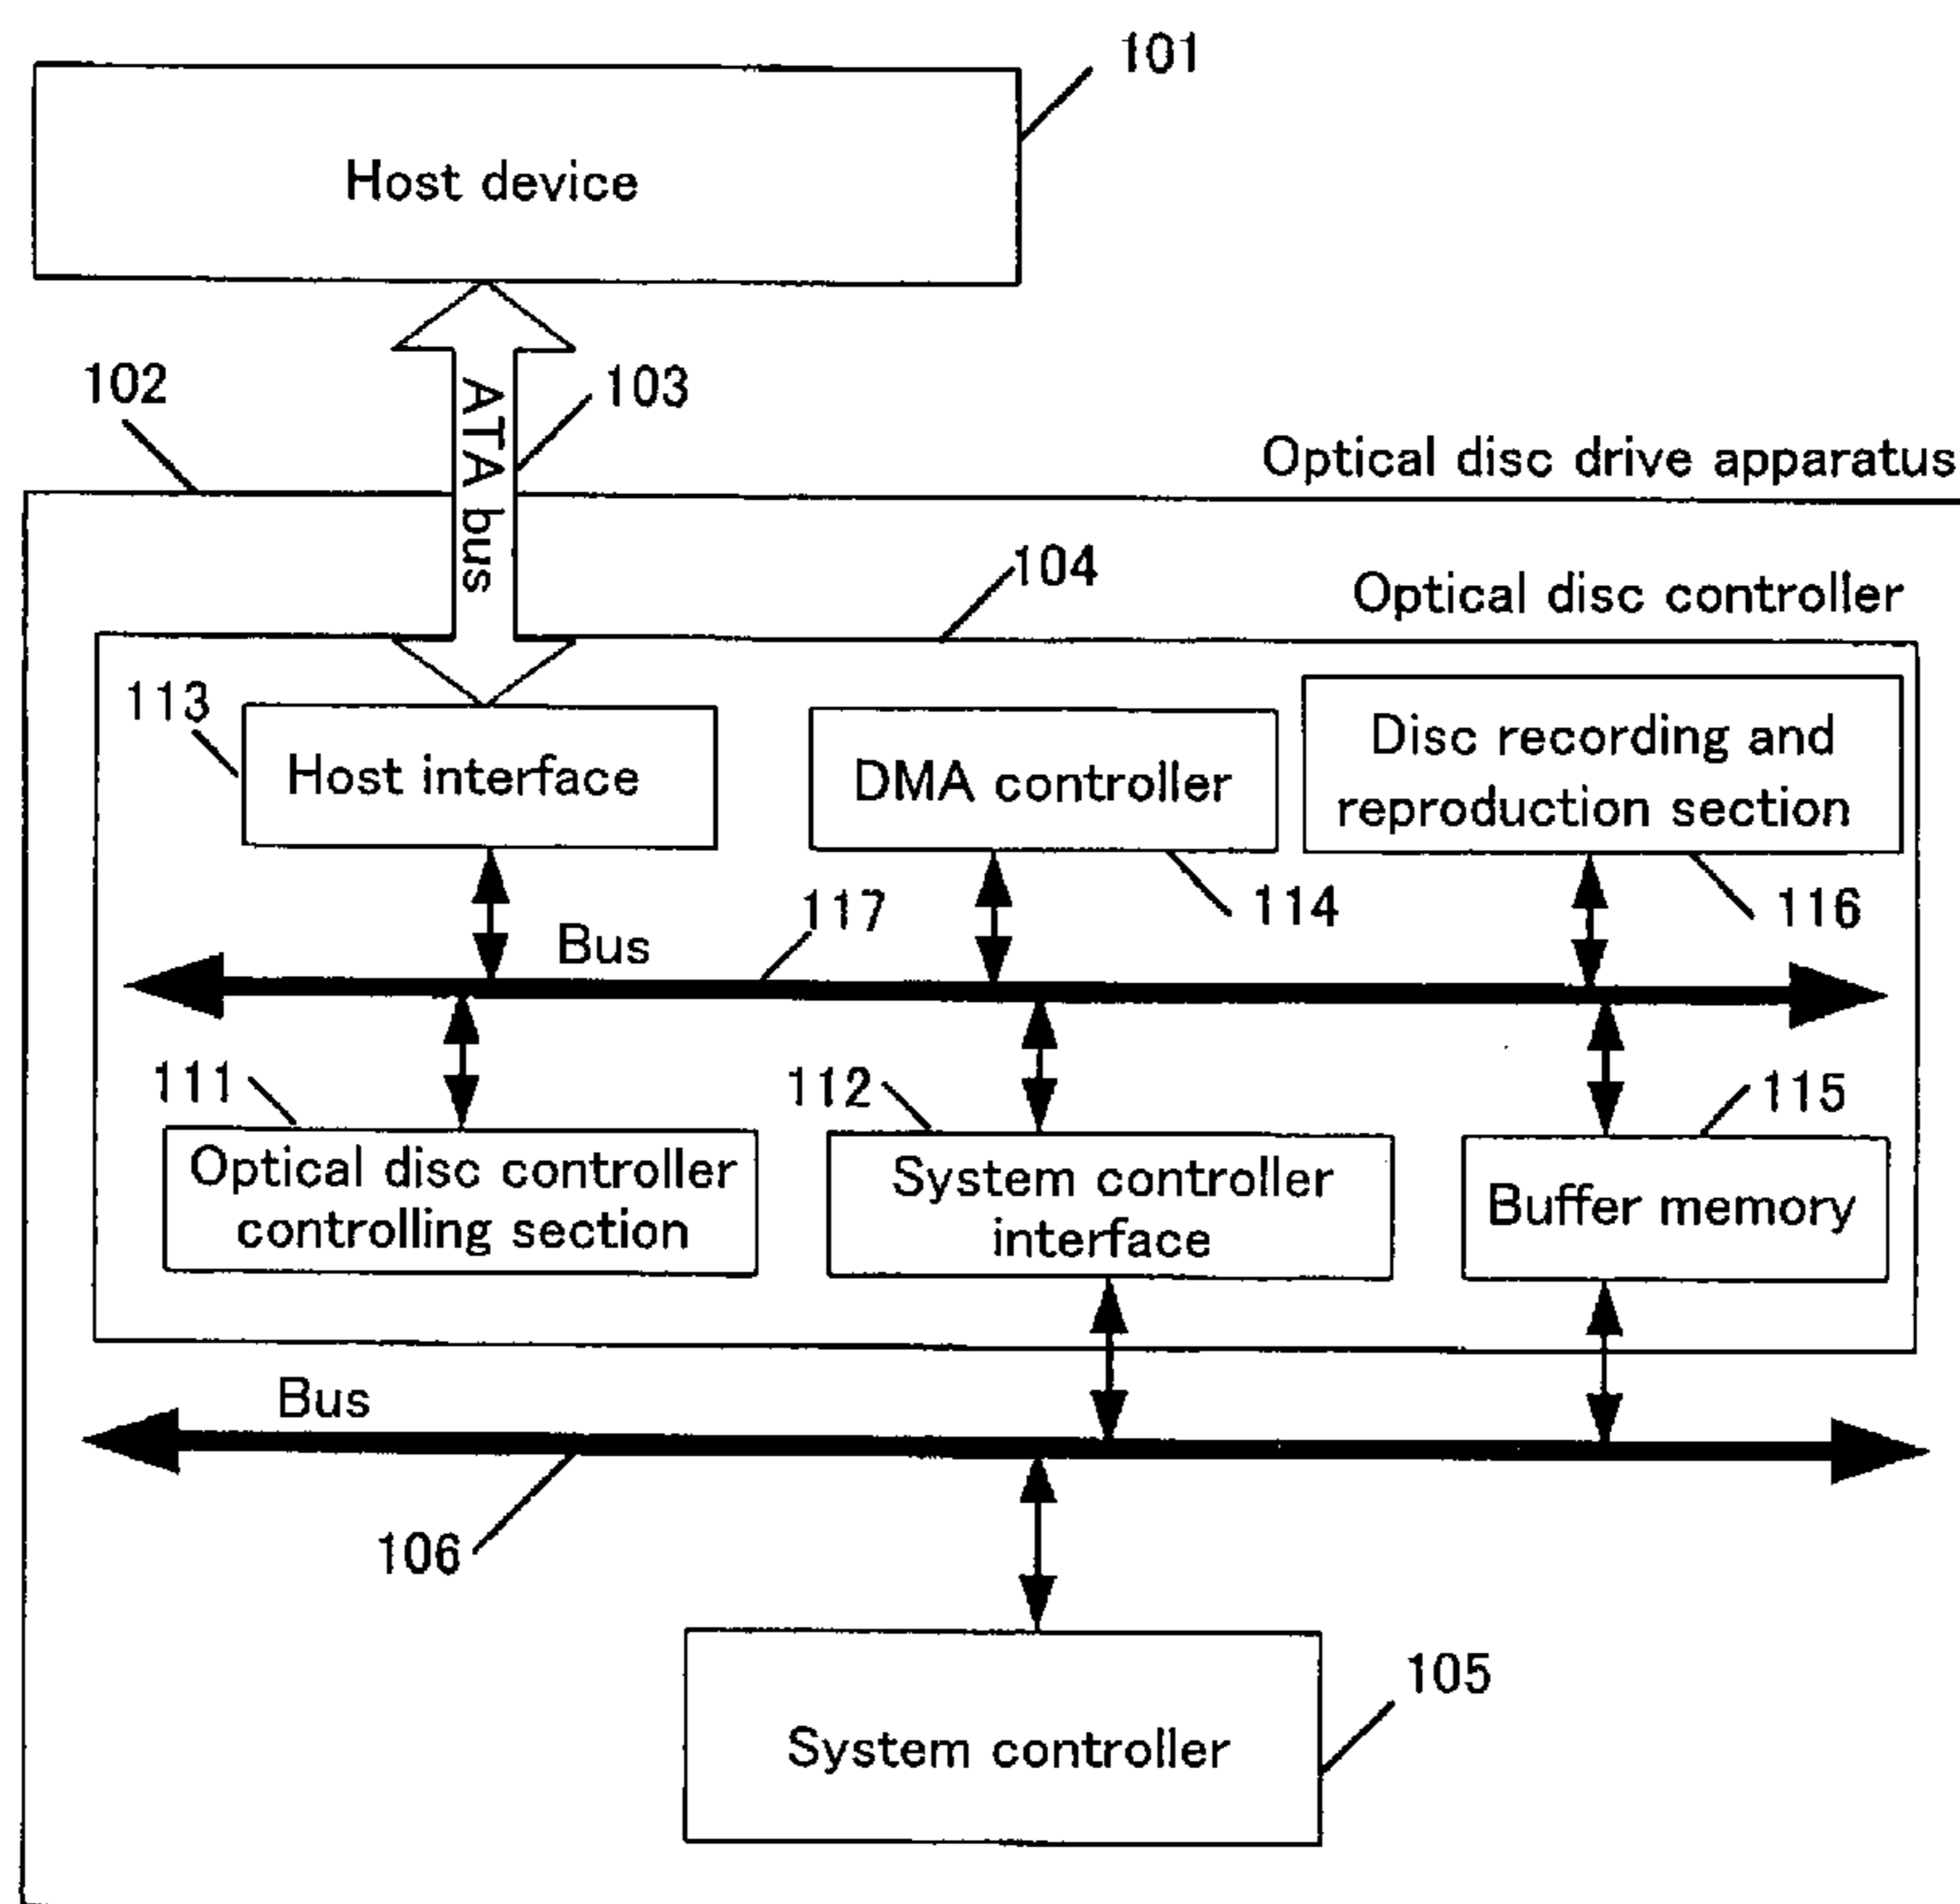 101
Host device
102
ATA bus
103
Optical disc drive apparatus
104
Optical disc controller
113
Host interface
DMA controller
Disc recording and
reproduction section
Bus
117
114
116
111
112
115
Optical disc controller
controlling section
System controller
interface
Buffer memory
Bus
106
105
System controller